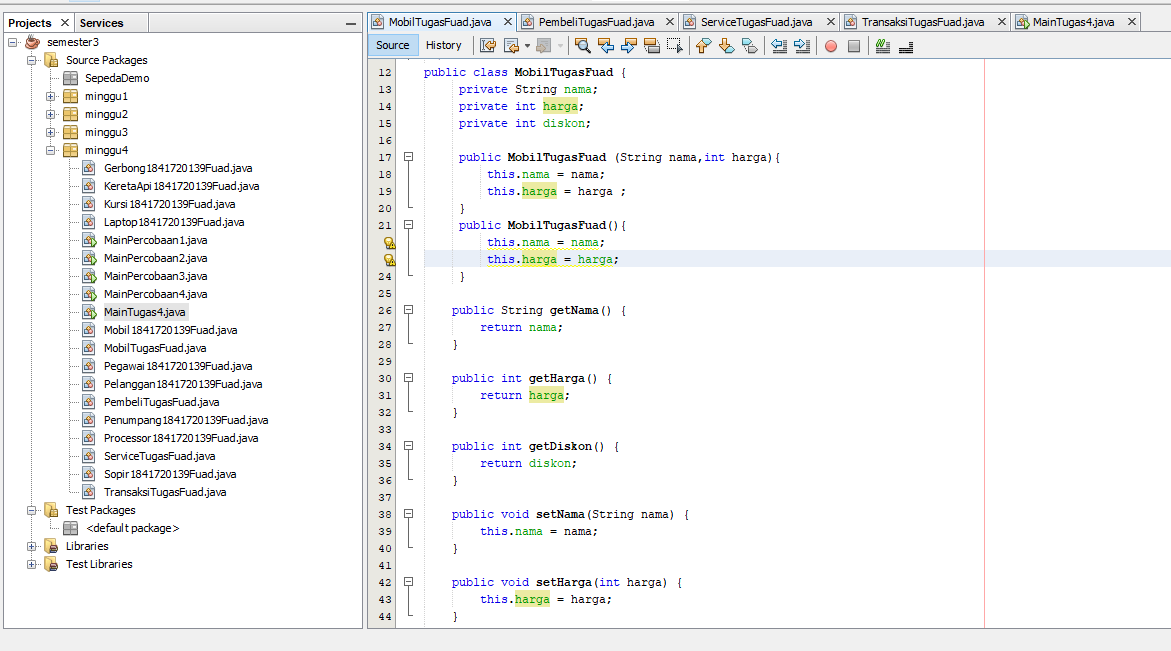 Projects
Services
semester3
Source Packages
SepedaDemo
minggu1
minggu2
minggu3
minggu4
Gerbong1841720139Fuad.java
KeretaApi1841720139Fuad.java
Kursi1841720139Fuad.java
Laptop1841720139Fuad.java
MainPercobaan1.java
MainPercobaan2.java
MainPercobaan3.java
MainPercobaan4.java
MainTugas4.java
Mobil1841720139Fuad.java
MobilTugasFuad.java
Pegawai1841720139Fuad.java
Pelanggan1841720139Fuad.java
PembeliTugasFuad.java
Penumpang1841720139Fuad.java
Processor1841720139Fuad.java
ServiceTugasFuad.java
Sopir1841720139Fuad.java
TransaksiTugasFuad.java
Test Packages
<default package>
Libraries
Test Libraries
MobilTugasFuad.java PembeliTugasFuad.java ServiceTugasFuad.java TransaksiTugasFuad.java MainTugas4.java
Source History
12 public class MobilTugasFuad {
13 private String nama;
14 private int harga;
15 private int diskon;
16
17 public MobilTugasFuad (String nama,int harga){
18 this.nama = nama;
19 this.harga = harga ;
20 }
21 public MobilTugasFuad(){
this.nama = nama;
this.harga = harga;
24 }
25
26 public String getNama() {
27 return nama;
28 }
29
30 public int getHarga() {
31 return harga;
32 }
33
34 public int getDiskon() {
35 return diskon;
36 }
37
38 public void setNama(String nama) {
39 this.nama = nama;
40 }
41
42 public void setHarga(int harga) {
43 this.harga = harga;
44 }